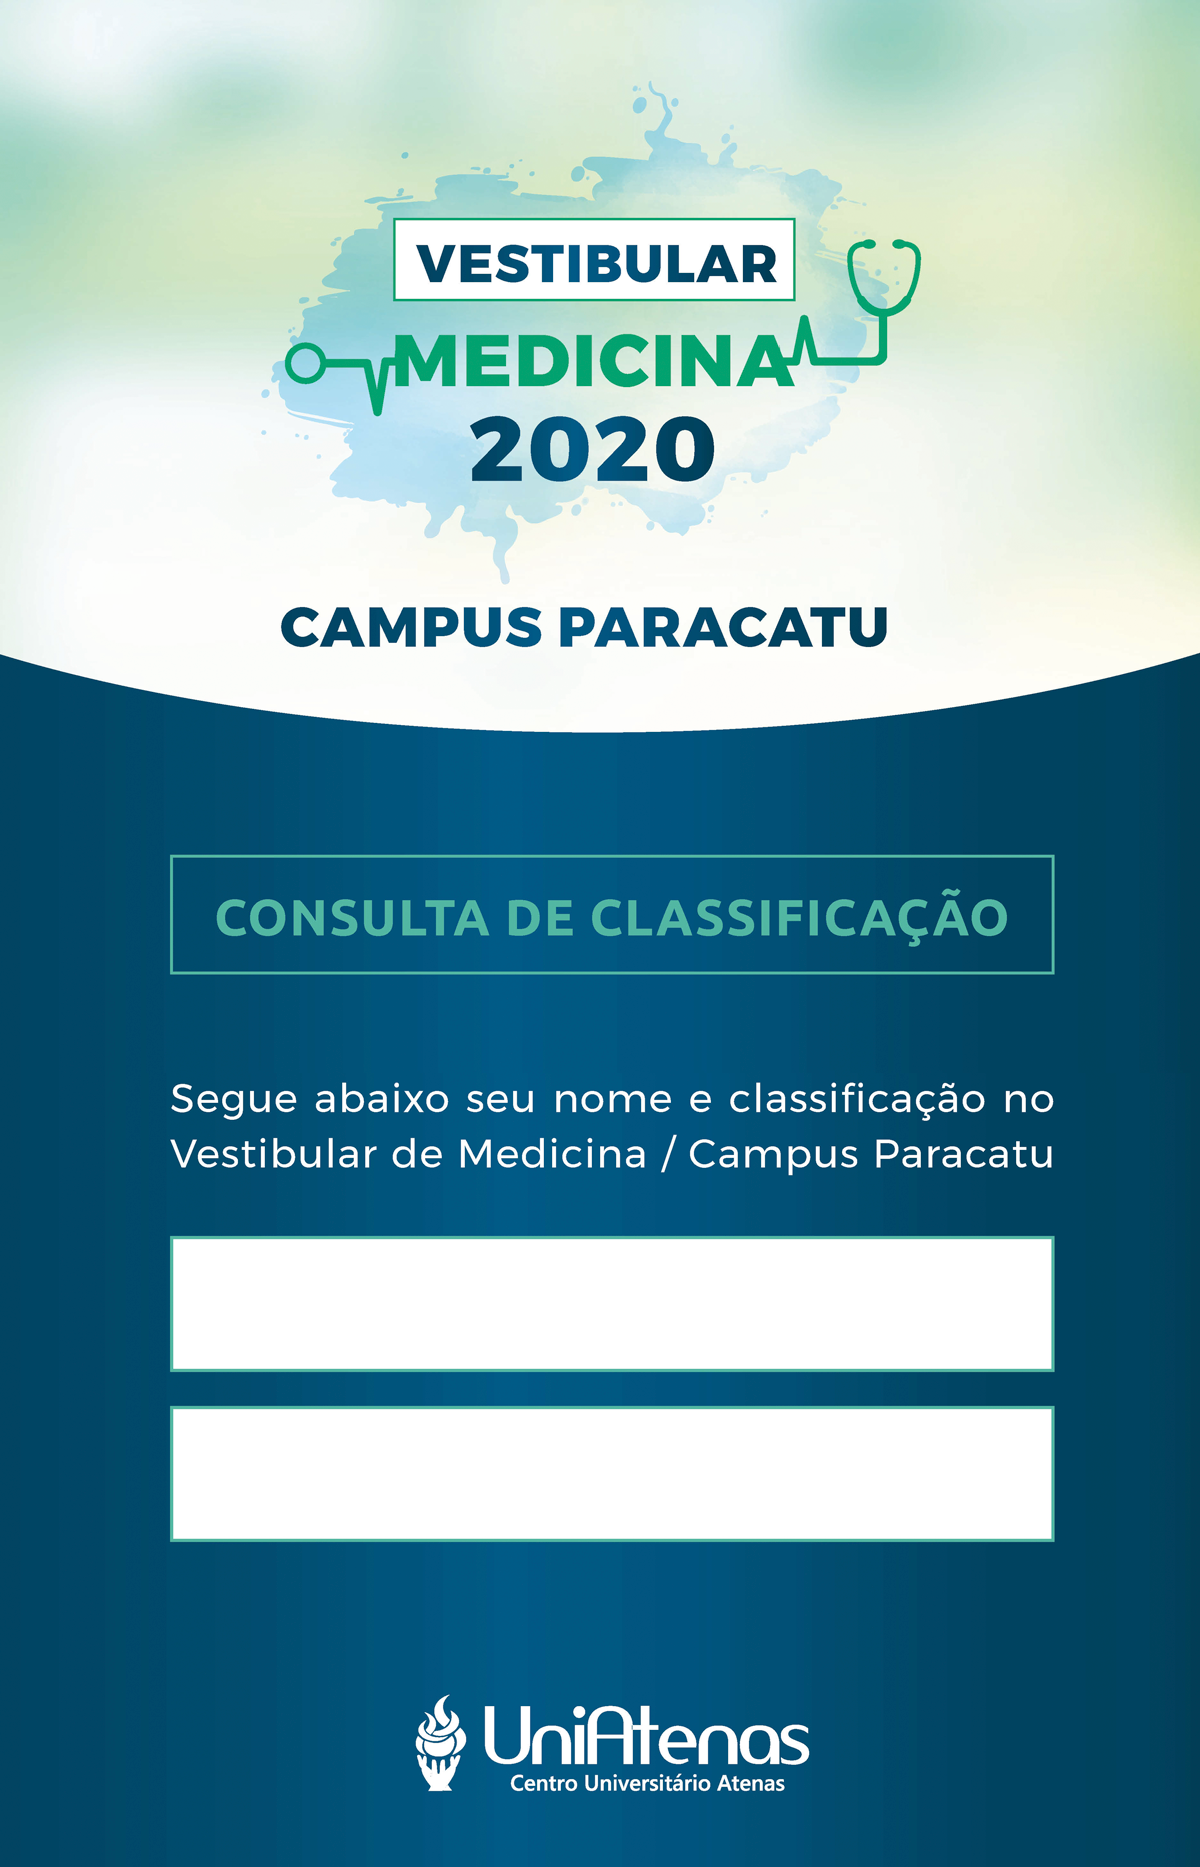 VESTIBULAR
MEDICINA
2020
CAMPUS PARACATU
CONSULTA DE CLASSIFICAÇÃO
Segue abaixo seu nome e classificação no
Vestibular de Medicina / Campus Paracatu
UniAtenas
Centro Universitário Atenas